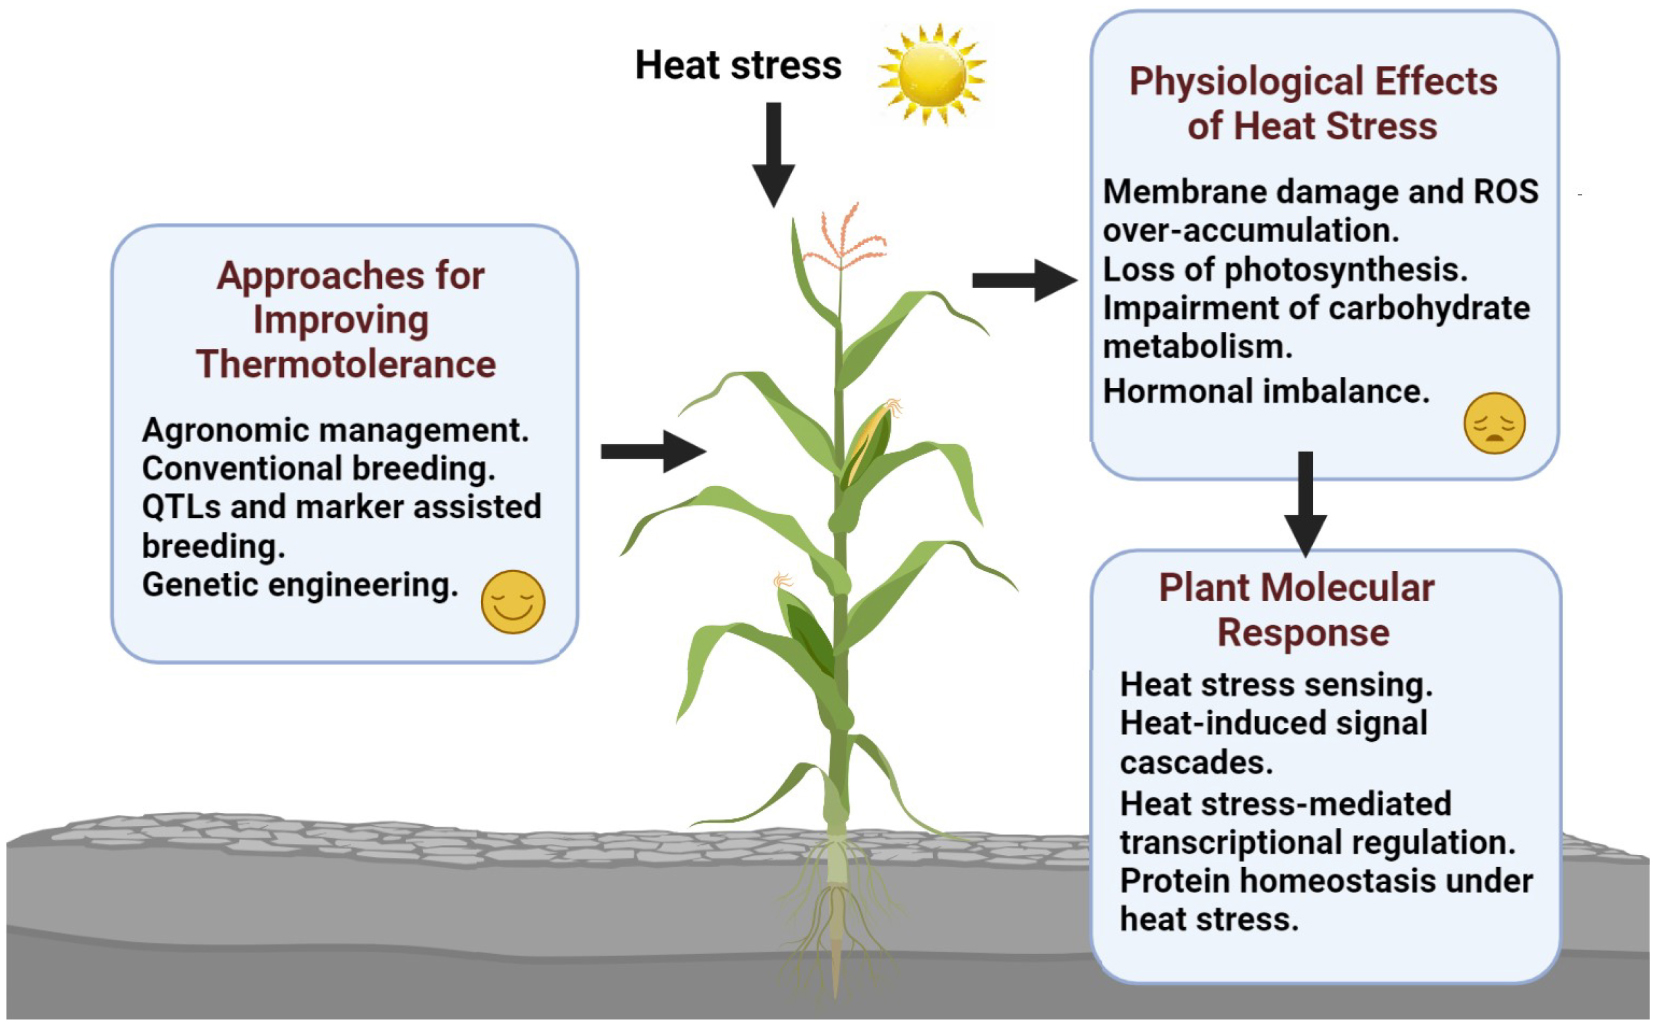 Heat stress
Approaches for
Improving
Thermotolerance
Agronomic management.
Conventional breeding.
QTLs and marker assisted
breeding.
Genetic engineering.
Physiological Effects
of Heat Stress
Membrane damage and ROS
over-accumulation.
Loss of photosynthesis.
Impairment of carbohydrate
metabolism.
Hormonal imbalance.
Plant Molecular
Response
Heat stress sensing.
Heat-induced signal
cascades.
Heat stress-mediated
transcriptional regulation.
Protein homeostasis under
heat stress.